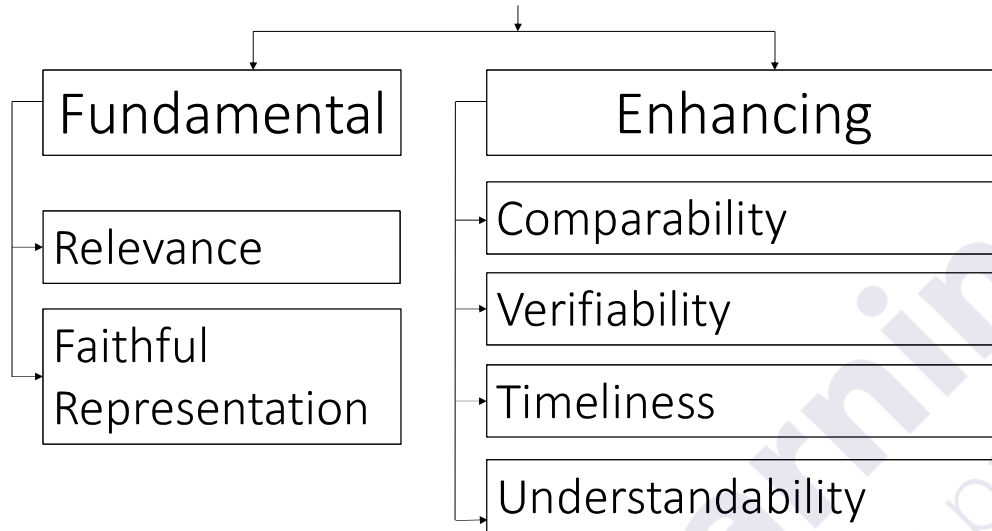 Fundamental
Relevance
Faithful
Representation
Enhancing
Comparability
Verifiability
Timeliness
Understandability